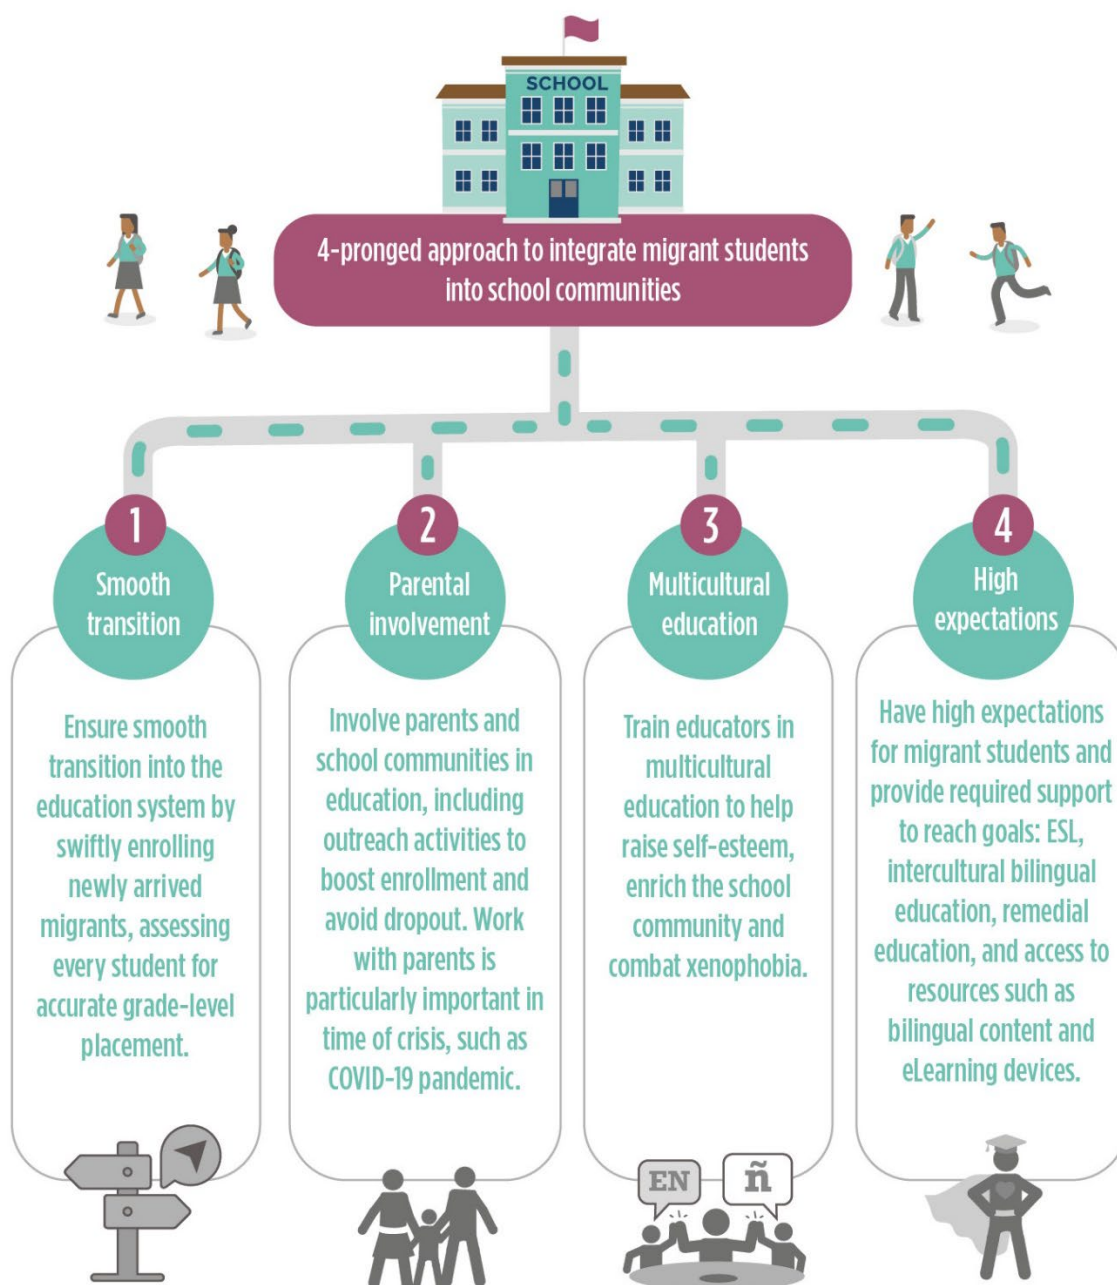 SCHOOL
4-pronged approach to integrate migrant students
into school communities
1
Smooth
transition
Ensure smooth
transition into the
education system by
swiftly enrolling
newly arrived
migrants, assessing
every student for
accurate grade-level
placement.
2
Parental
involvement
Involve parents and
school communities in
education, including
outreach activities to
boost enrollment and
avoid dropout. Work
with parents is
particularly important in
time of crisis, such as
COVID-19 pandemic.
3
Multicultural
education
Train educators in
multicultural
education to help
raise self-esteem,
enrich the school
community and
combat xenophobia.
EN
ñ
4
High
expectations
Have high expectations
for migrant students and
provide required support
to reach goals: ESL,
intercultural bilingual
education, remedial
education, and access to
resources such as
bilingual content and
eLearning devices.